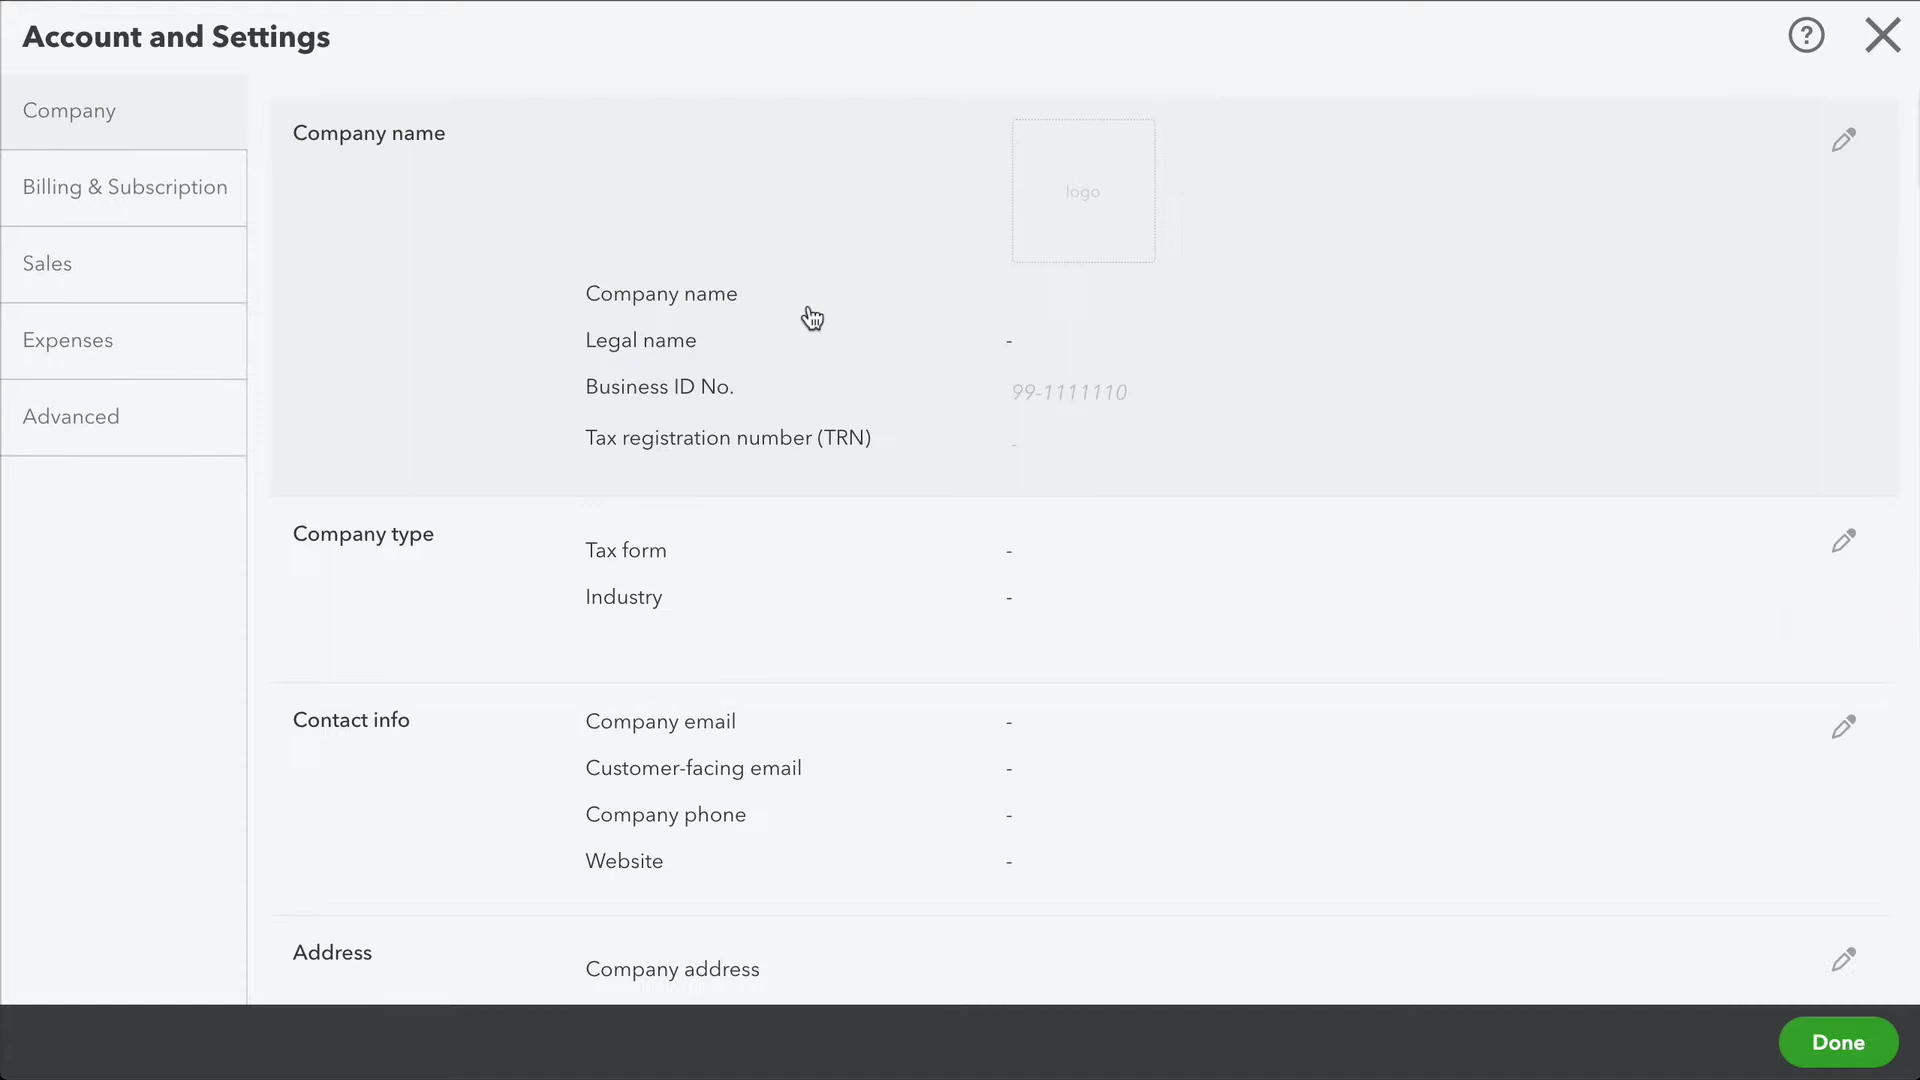 Account and Settings
?
Company
Billing & Subscription
Sales
Expenses
Advanced
Company name
logo
Company name
Legal name -
Business ID No. 99-1111110
Tax registration number (TRN) -
Company type
Tax form -
Industry -
Contact info
Company email -
Customer-facing email -
Company phone -
Website -
Address
Company address
Done